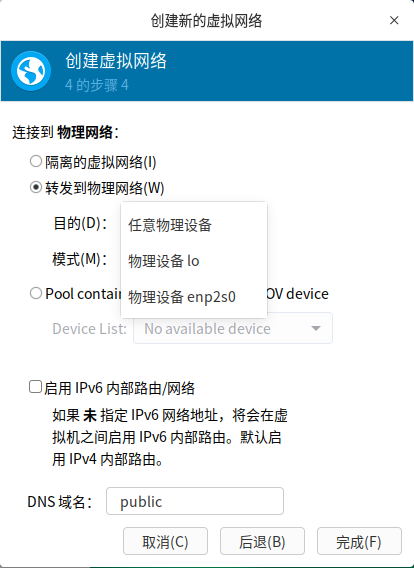 创建新的虚拟网络
创建虚拟网络
4 的步骤 4
连接到 物理网络：
隔离的虚拟网络(I)
转发到物理网络(W)
目的(D)：
任意物理设备
模式(M)：
物理设备 lo
物理设备 enp2s0
Pool contain OV device
Device List: No available device
启用 IPv6 内部路由/网络
如果 未 指定 IPv6 网络地址，将会在虚
拟机之间启用 IPv6 内部路由。默认启
用 IPv4 内部路由。
DNS 域名： public
取消(C) 后退(B) 完成(F)